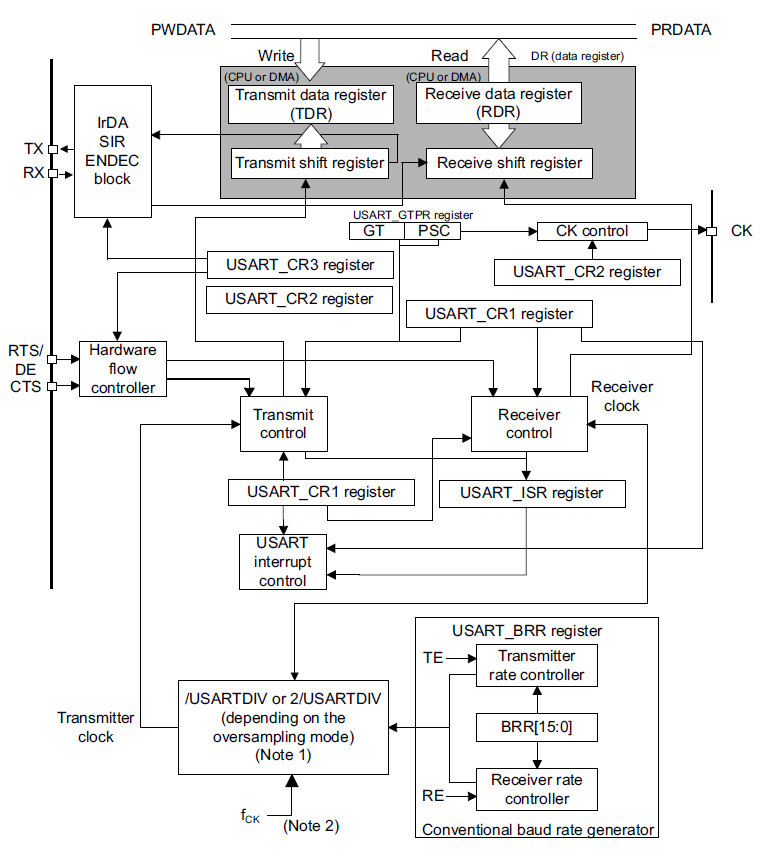 PWDATA
PRDATA
Write
Read
DR (data register)
(CPU or DMA)
(CPU or DMA)
Transmit data register
(TDR)
Receive data register
(RDR)
IrDA
SIR
ENDEC
block
TX
RX
Transmit shift register
Receive shift register
USART_GTPR register
GT
PSC
CK control
CK
USART_CR3 register
USART_CR2 register
USART_CR2 register
USART_CR1 register
RTS/
DE
CTS
Hardware
flow
controller
Receiver
clock
Transmit
control
Receiver
control
USART_CR1 register
USART_ISR register
USART
interrupt
control
USART_BRR register
TE
Transmitter
rate controller
/USARTDIV or 2/USARTDIV
(depending on the
oversampling mode)
(Note 1)
Transmitter
clock
BRR[15:0]
RE
Receiver rate
controller
fCK
(Note 2)
Conventional baud rate generator